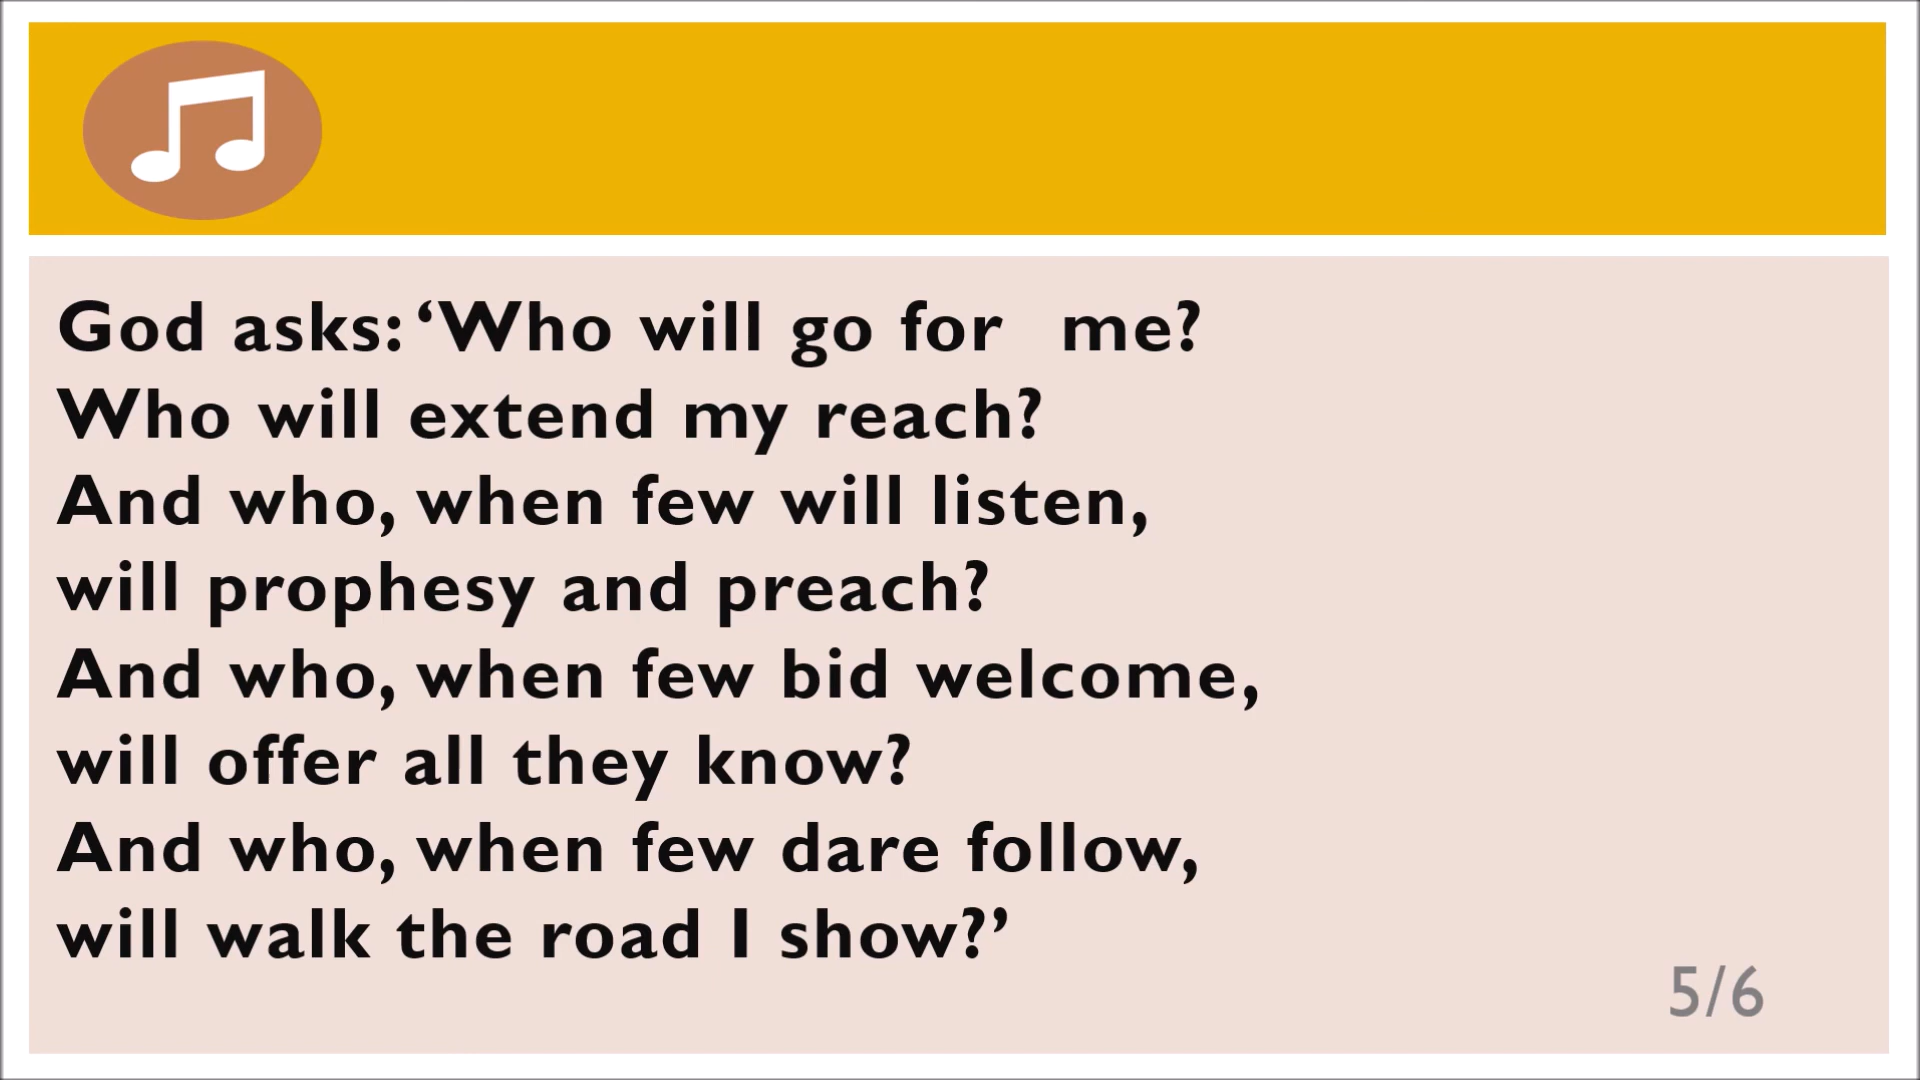 God asks: ‘Who will go for   me?
Who will extend my reach?
And who, when few will listen,
will prophesy and preach?
And who, when few bid welcome,
will offer all they know?
And who, when few dare follow,
will walk the road I show?’
5/6